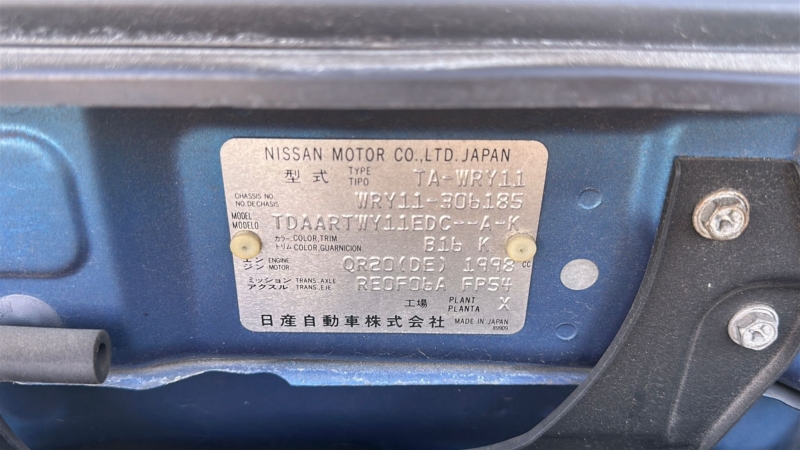 NISSAN MOTOR CO.,LTD. JAPAN
型式 TYPE TIPO TA-WRY11
CHASSIS NO. NO.DECHASIS WRY11-306185
MODEL MODELO TDAARTWY11EDC--A-K
カラー COLOR,TRIM トリム COLOR,GUARNICION B16 K
エンジン ENGINE MOTOR QR20(DE) 1998 CC
ミッション アクスル TRANS.AXLE TRANS.EJE RE0F06A FP54
工場 PLANT PLANTA X
日産自動車株式会社 MADE IN JAPAN